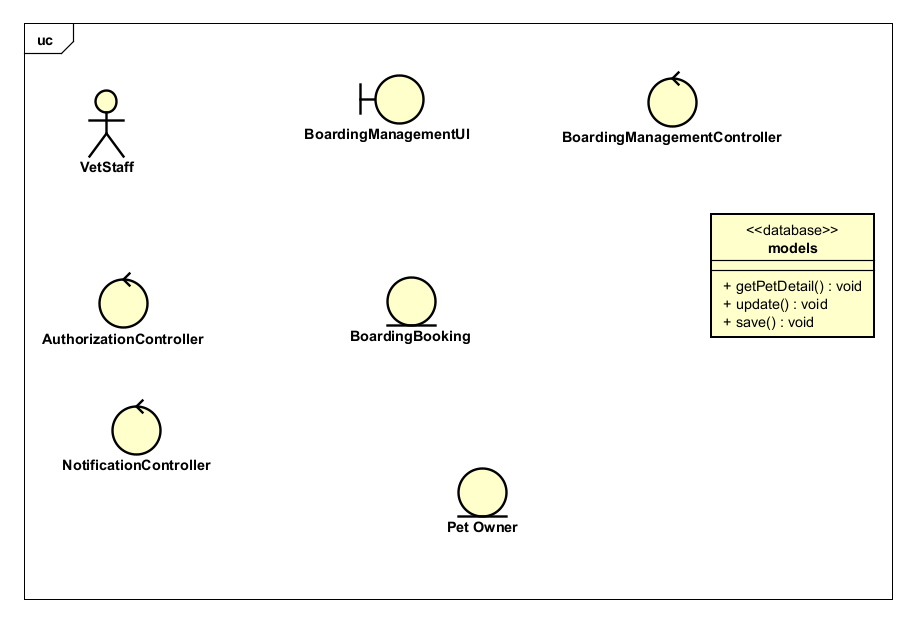 uc
VetStaff
BoardingManagementUI
BoardingManagementController
<<database>>
models
+ getPetDetail() : void
+ update() : void
+ save() : void
AuthorizationController
BoardingBooking
NotificationController
Pet Owner